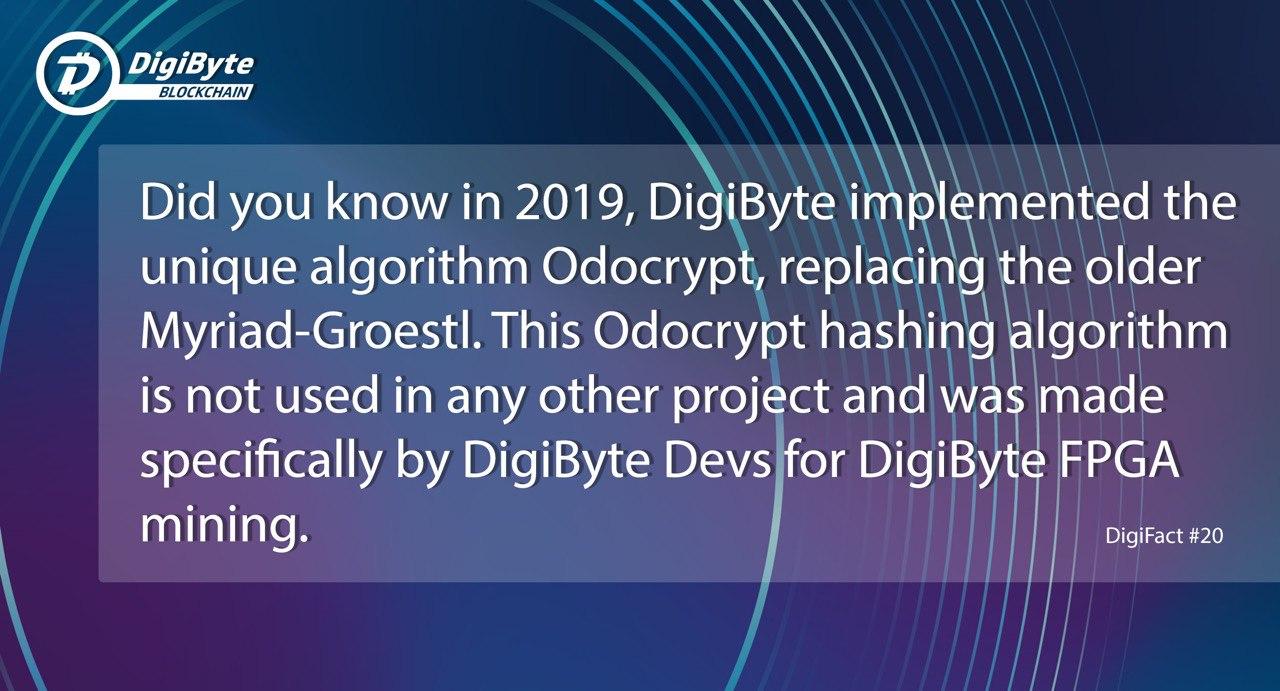 DigiByte
BLOCKCHAIN
Did you know in 2019, DigiByte implemented the
unique algorithm Odocrypt, replacing the older
Myriad-Groestl. This Odocrypt hashing algorithm
is not used in any other project and was made
specifically by DigiByte Devs for DigiByte FPGA
mining.
DigiFact #20